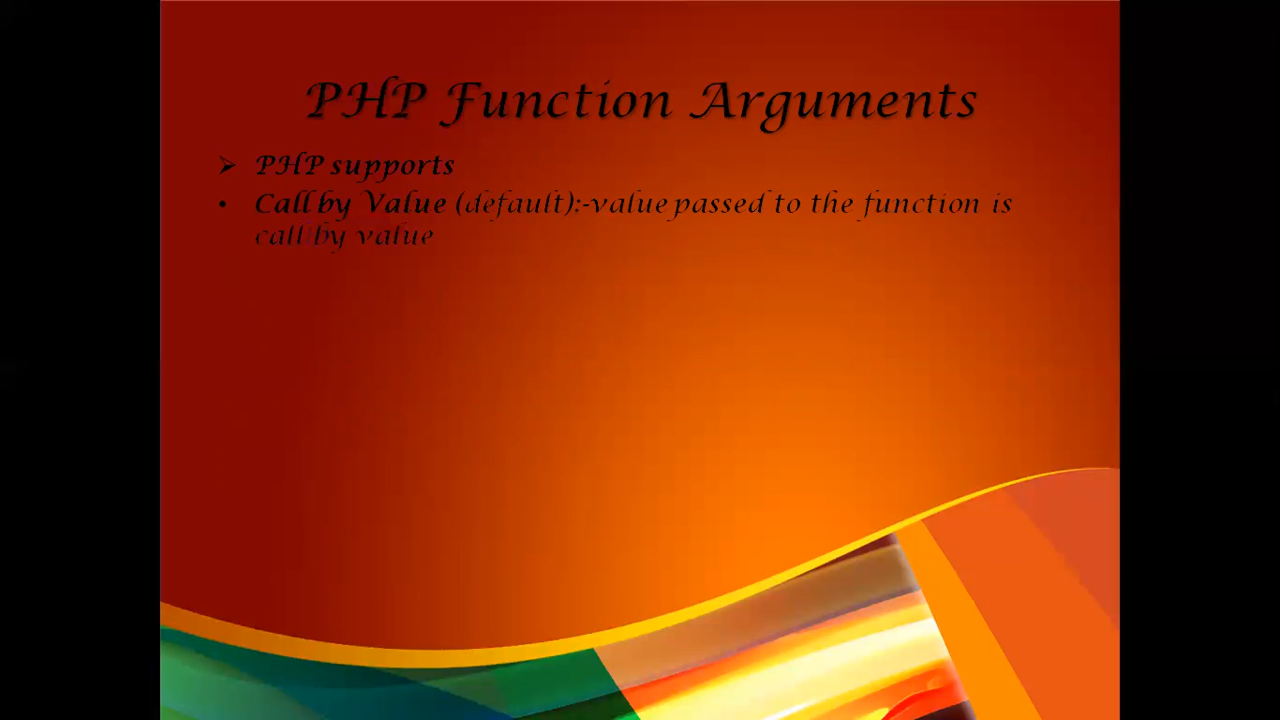 PHP Function Arguments
➢ PHP supports
• Call by Value (default):-value passed to the function is
call by value